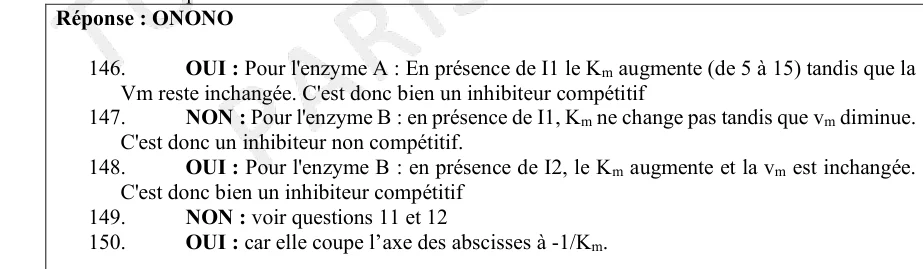 Réponse : ONONO
146. OUI : Pour l'enzyme A : En présence de I1 le Km augmente (de 5 à 15) tandis que la
Vm reste inchangée. C'est donc bien un inhibiteur compétitif
147. NON : Pour l'enzyme B : en présence de I1, Km ne change pas tandis que vm diminue.
C'est donc un inhibiteur non compétitif.
148. OUI : Pour l'enzyme B : en présence de I2, le Km augmente et la vm est inchangée.
C'est donc bien un inhibiteur compétitif
149. NON : voir questions 11 et 12
150. OUI : car elle coupe l’axe des abscisses à -1/Km.